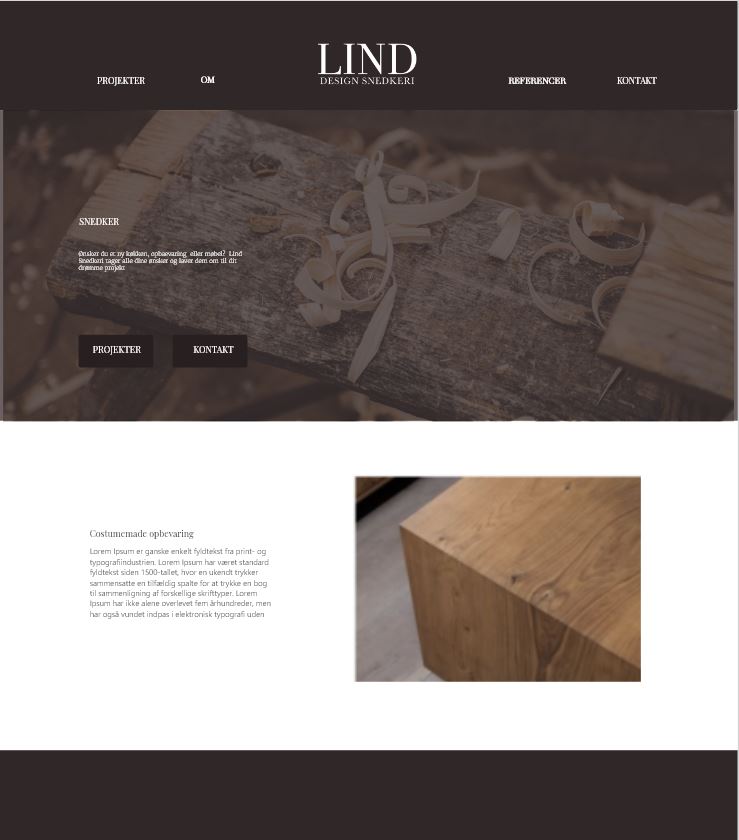 LIND
DESIGN SNEDKERI
PROJEKTER
OM
REFERENCER
KONTAKT
SNEDKER
Ønsker du et ny køkken, opbaevaring eller møbel? Lind
Snedkeri tager alle dine ønsker og laver dem om til dit
drømme projekt
PROJEKTER
KONTAKT
Costumemade opbevaring
Lorem Ipsum er ganske enkelt fyldtekst fra print- og
typografiindustrien. Lorem Ipsum har været standard
fyldtekst siden 1500-tallet, hvor en ukendt trykker
sammensatte en tilfældig spalte for at trykke en bog
til sammenligning af forskellige skrifttyper. Lorem
Ipsum har ikke alene overlevet fem århundreder, men
har også vundet indpas i elektronisk typografi uden